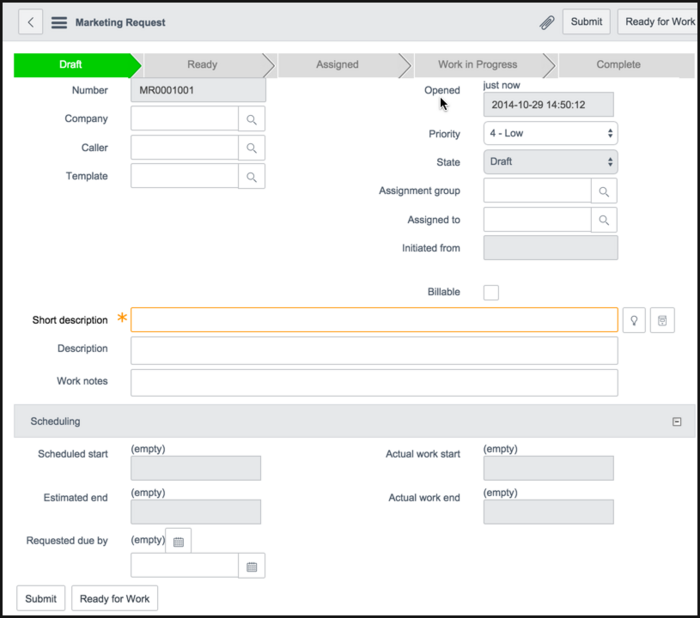 Marketing Request
Submit
Ready for Work
Draft
Ready
Assigned
Work in Progress
Complete
Number
MR0001001
Company
Caller
Template
Opened
just now
2014-10-29 14:50:12
Priority
4 - Low
State
Draft
Assignment group
Assigned to
Initiated from
Billable
Short description
Description
Work notes
Scheduling
Scheduled start
(empty)
Estimated end
(empty)
Requested due by
(empty)
Actual work start
(empty)
Actual work end
(empty)
Submit
Ready for Work